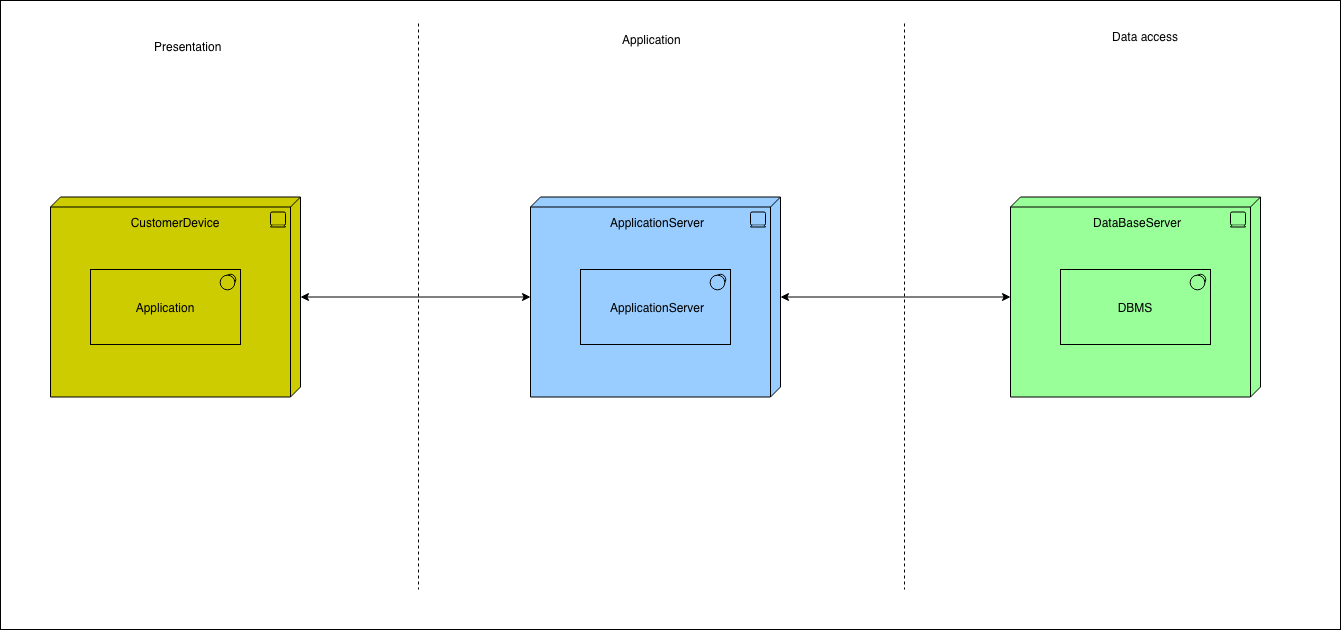 Presentation
Application
Data access
CustomerDevice
Application
ApplicationServer
ApplicationServer
DataBaseServer
DBMS